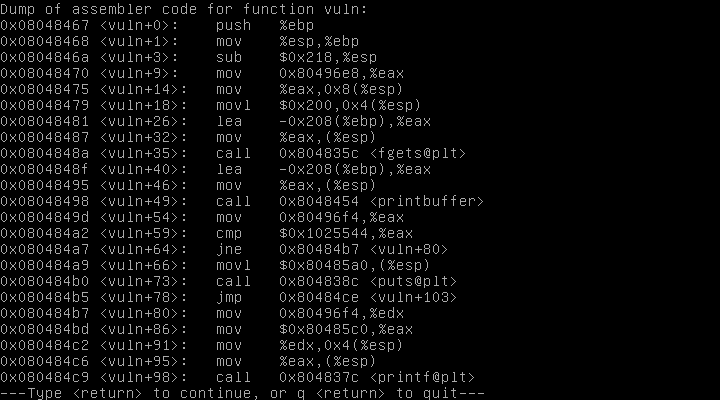 Dump of assembler code for function vuln:
0x08048467 <vuln+0>:    push   %ebp
0x08048468 <vuln+1>:    mov    %esp,%ebp
0x0804846a <vuln+3>:    sub    $0x218,%esp
0x08048470 <vuln+9>:    mov    0x80496e8,%eax
0x08048475 <vuln+14>:   mov    %eax,0x8(%esp)
0x08048479 <vuln+18>:   movl   $0x200,0x4(%esp)
0x08048481 <vuln+26>:   lea    -0x208(%ebp),%eax
0x08048487 <vuln+32>:   mov    %eax,(%esp)
0x0804848a <vuln+35>:   call   0x804835c <fgets@plt>
0x0804848f <vuln+40>:   lea    -0x208(%ebp),%eax
0x08048495 <vuln+46>:   mov    %eax,(%esp)
0x08048498 <vuln+49>:   call   0x8048454 <printbuffer>
0x0804849d <vuln+54>:   mov    0x80496f4,%eax
0x080484a2 <vuln+59>:   cmp    $0x1025544,%eax
0x080484a7 <vuln+64>:   jne    0x80484b7 <vuln+80>
0x080484a9 <vuln+66>:   movl   $0x80485a0,(%esp)
0x080484b0 <vuln+73>:   call   0x804838c <puts@plt>
0x080484b5 <vuln+78>:   jmp    0x80484ce <vuln+103>
0x080484b7 <vuln+80>:   mov    0x80496f4,%edx
0x080484bd <vuln+86>:   mov    $0x80485c0,%eax
0x080484c2 <vuln+91>:   mov    %edx,0x4(%esp)
0x080484c6 <vuln+95>:   mov    %eax,(%esp)
0x080484c9 <vuln+98>:   call   0x804837c <printf@plt>
---Type <return> to continue, or q <return> to quit---